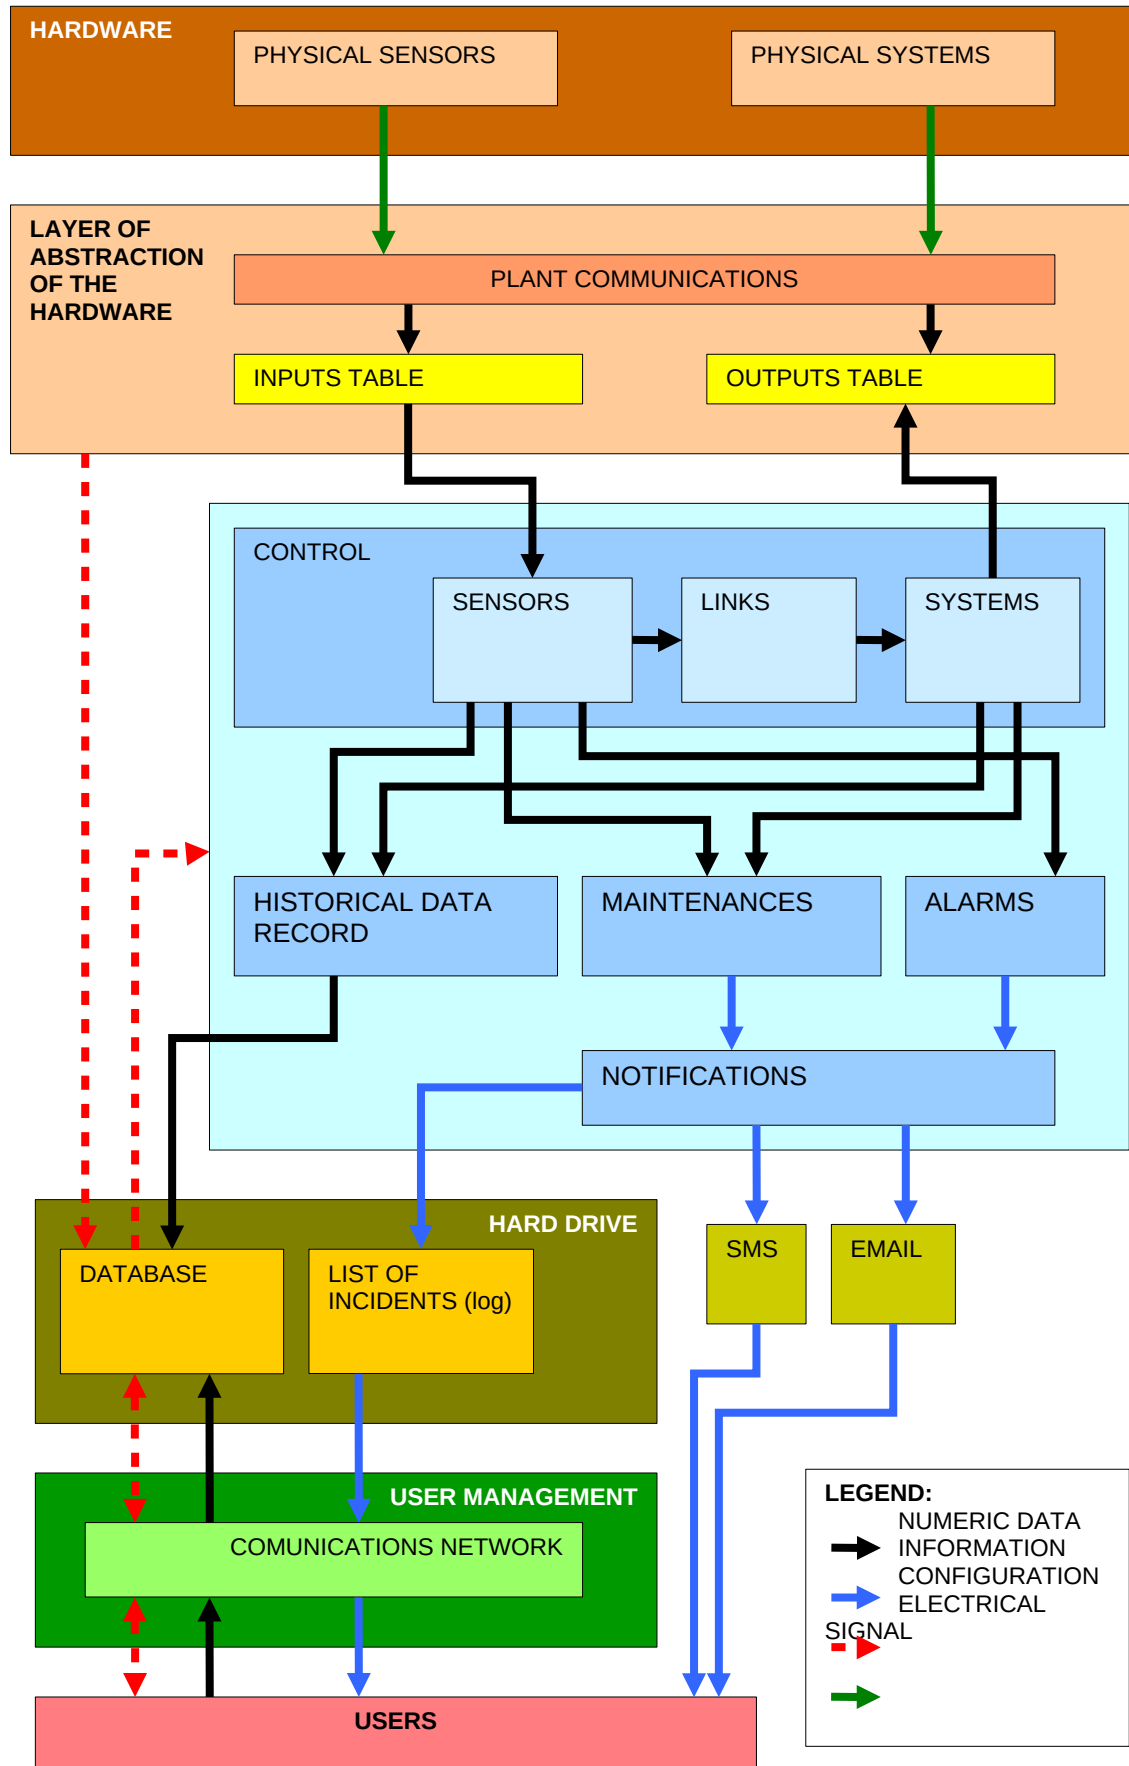 HARDWARE
PHYSICAL SENSORS
PHYSICAL SYSTEMS
LAYER OF
ABSTRACTION
OF THE
HARDWARE
PLANT COMMUNICATIONS
INPUTS TABLE
OUTPUTS TABLE
CONTROL
SENSORS
LINKS
SYSTEMS
HISTORICAL DATA
RECORD
MAINTENANCES
ALARMS
NOTIFICATIONS
HARD DRIVE
DATABASE
LIST OF
INCIDENTS (log)
SMS
EMAIL
USER MANAGEMENT
COMUNICATIONS NETWORK
LEGEND:
NUMERIC DATA
INFORMATION
CONFIGURATION
ELECTRICAL
SIGNAL
USERS